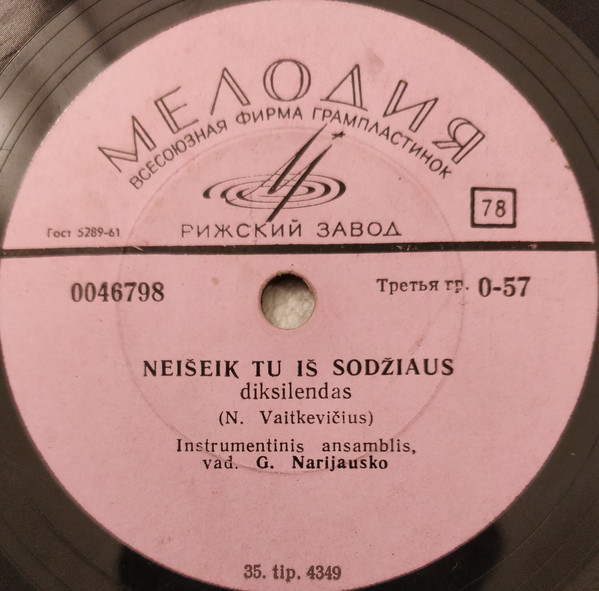 МЕЛОДИЯ
ВСЕСОЮЗНАЯ ФИРМА ГРАМПЛАСТИНОК
78
Гост 5289-61
РИЖСКИЙ ЗАВОД
0046798
Третья гр. 0-57
NEIŠEIK TU IŠ SODŽIAUS
diksilendas
(N. Vaitkevičius)
Instrumentinis ansamblis,
vad. G. Narijausko
35. tip. 4349